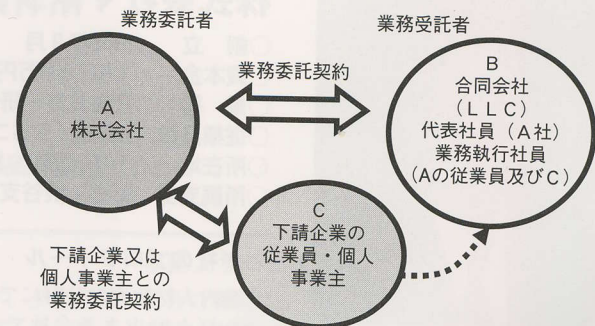 業務委託者
業務受託者
A
株式会社
業務委託契約
B
合同会社
(LLC)
代表社員(A社)
業務執行社員
(Aの従業員及びC)
C
下請企業の
従業員・個人
事業主
下請企業又は
個人事業主との
業務委託契約